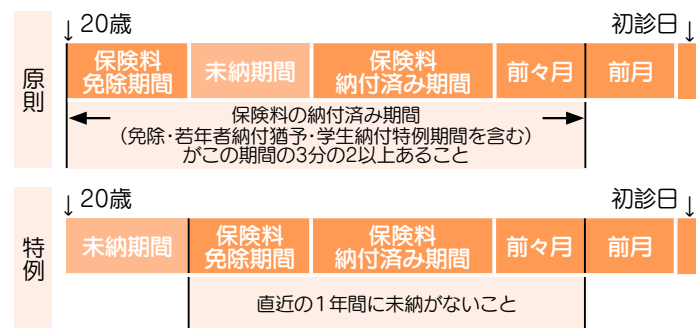 ↓20歳
初診日↓
原則
保険料
免除期間
未納期間
保険料
納付済み期間
前々月
前月
保険料の納付済み期間
（免除・若年者納付猶予・学生納付特例期間を含む）
がこの期間の3分の2以上あること
↓20歳
初診日↓
特例
未納期間
保険料
免除期間
保険料
納付済み期間
前々月
前月
直近の1年間に未納がないこと